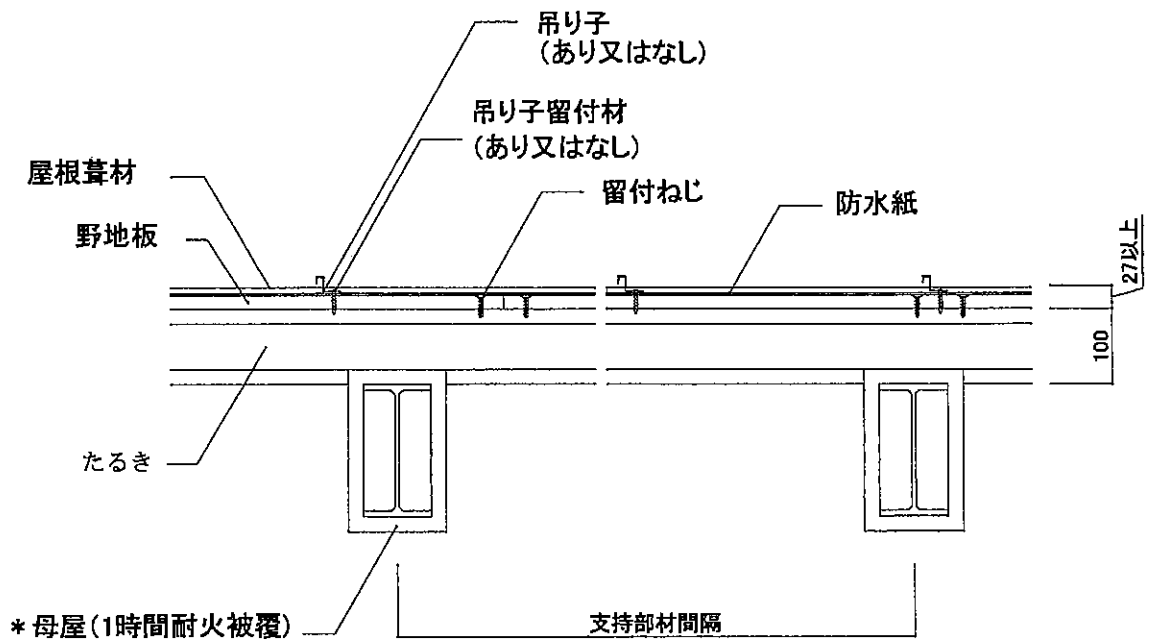 吊り子
(あり又はなし)
吊り子留付材
(あり又はなし)
屋根葺材
留付ねじ
防水紙
野地板
27以上
100
たるき
*母屋(1時間耐火被覆)
支持部材間隔